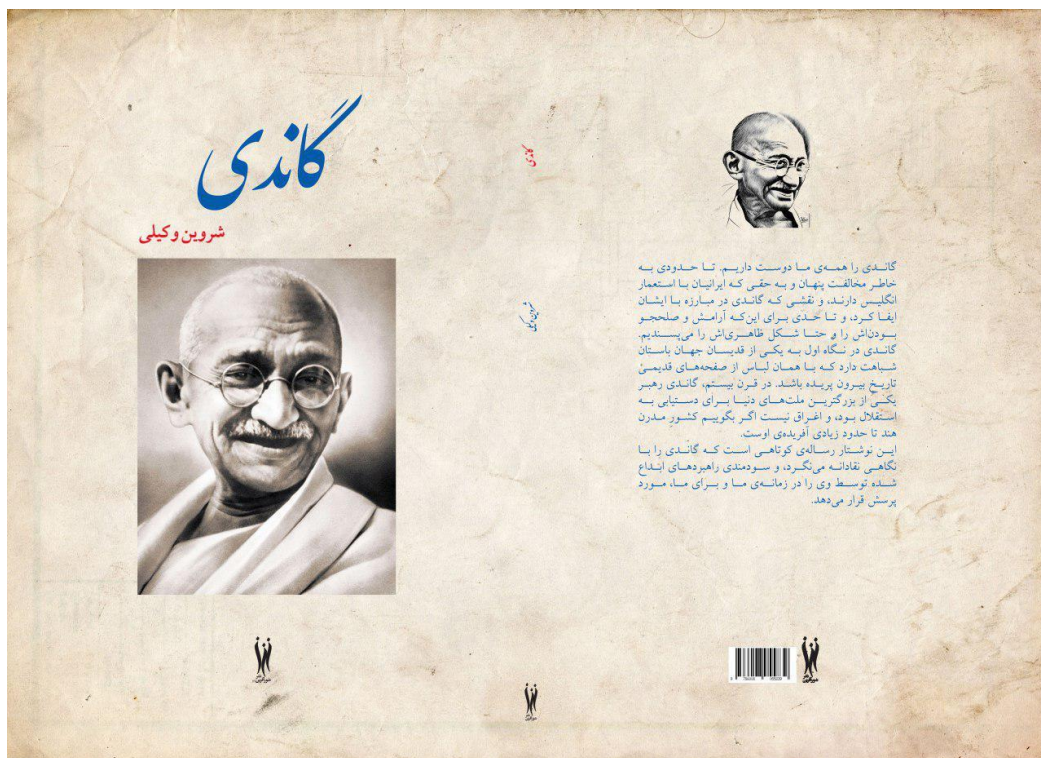 گاندی
شروین وکیلی
گاندی
شروین وکیلی
گاندی را همه‌ی ما دوست داریم. تا حدودی به
خاطر مخالفت پنهان و به حقی که ایرانیان با استعمار
انگلیس دارند، و نقشی که گاندی در مبارزه با ایشان
ایفا کرد، و تا حدی برای این‌که آرامش و صلحجو
بودن‌اش را و حتا شکل ظاهری‌اش را می‌پسندیم.
گاندی در نگاه اول به یکی از قدیسان جهان باستان
شباهت دارد که با همان لباس از صفحه‌های قدیمیٔ
تاریخ بیرون پریده باشد. در قرن بیستم، گاندی رهبر
یکی از بزرگترین ملت‌های دنیا برای دستیابی به
استقلال بود، و اغراق نیست اگر بگوییم کشور مدرن
هند تا حدود زیادی آفریده‌ی اوست.
این نوشتار رساله‌ی کوتاهی است که گاندی را با
نگاهی نقادانه می‌نگرد، و سودمندی راهبردهای ابداع
شده توسط وی را در زمانه‌ی ما و برای ما، مورد
پرسش قرار می‌دهد.